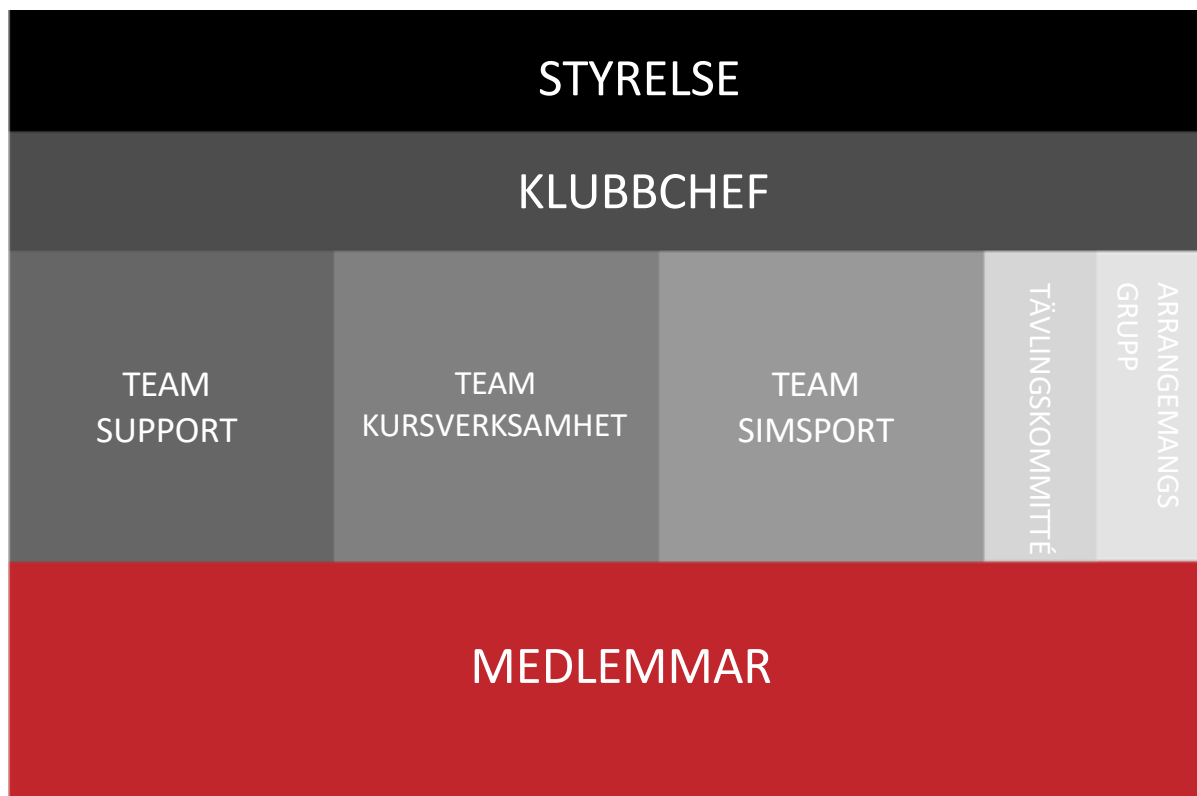 STYRELSE
KLUBBCHEF
TEAM
SUPPORT
TEAM
KURSVERKSAMHET
TEAM
SIMSPORT
TÄVLINGSKOMMITTÉ
ARRANGEMANGS
GRUPP
MEDLEMMAR